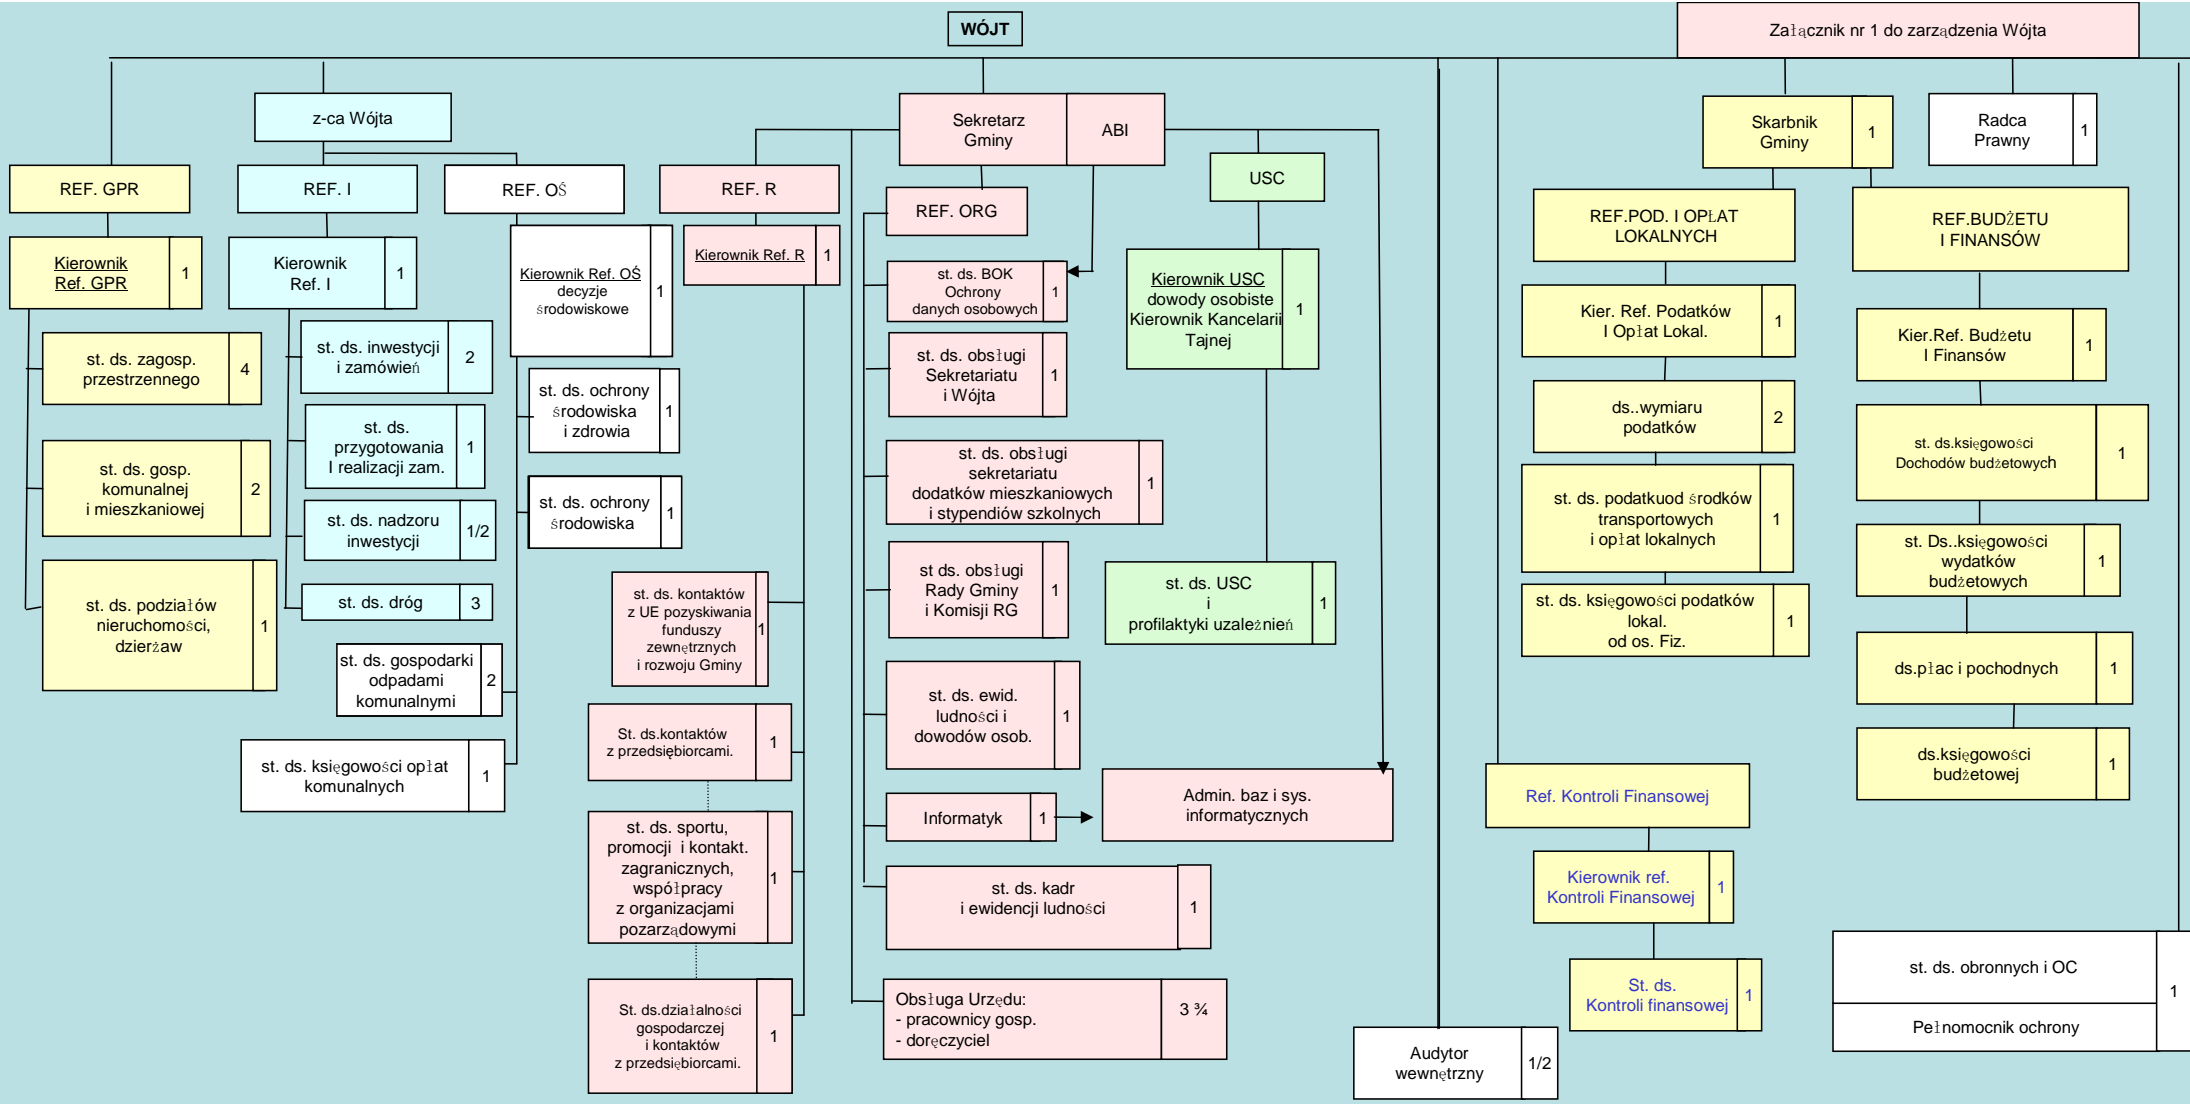 WÓJT
Załącznik nr 1 do zarządzenia Wójta
z-ca Wójta
Sekretarz
Gminy
ABI
Skarbnik
Gminy
1
Radca
Prawny
1
REF. GPR
REF. I
REF. OŚ
REF. R
REF. ORG
USC
REF.POD. I OPŁAT
LOKALNYCH
REF.BUDŻETU
I FINANSÓW
Kierownik
Ref. GPR
1
st. ds. zagosp.
przestrzennego
4
st. ds. gosp.
komunalnej
i mieszkaniowej
2
st. ds. podziałów
nieruchomości,
dzierżaw
1
Kierownik
Ref. I
1
st. ds. inwestycji
i zamówień
2
st. ds.
przygotowania
I realizacji zam.
1
st. ds. nadzoru
inwestycji
1/2
st. ds. dróg
3
Kierownik Ref. OŚ
decyzje
środowiskowe
1
st. ds. ochrony
środowiska
i zdrowia
1
st. ds. ochrony
środowiska
1
st. ds. gospodarki
odpadami
komunalnymi
2
st. ds. księgowości opłat
komunalnych
1
Kierownik Ref. R
1
st. ds. kontaktów
z UE pozyskiwania
funduszy
zewnętrznych
i rozwoju Gminy
1
St. ds.kontaktów
z przedsiębiorcami.
1
st. ds. sportu,
promocji i kontakt.
zagranicznych,
współpracy
z organizacjami
pozarządowymi
1
St. ds.działalności
gospodarczej
i kontaktów
z przedsiębiorcami.
1
st. ds. BOK
Ochrony
danych osobowych
1
st. ds. obsługi
Sekretariatu
i Wójta
1
st. ds. obsługi
sekretariatu
dodatków mieszkaniowych
i stypendiów szkolnych
1
st ds. obsługi
Rady Gminy
i Komisji RG
1
st. ds. ewid.
ludności i
dowodów osob.
1
Informatyk
1
Admin. baz i sys.
informatycznych
st. ds. kadr
i ewidencji ludności
1
Obsługa Urzędu:
- pracownicy gosp.
- doręczyciel
3 ¾
Kierownik USC
dowody osobiste
Kierownik Kancelarii
Tajnej
1
st. ds. USC
i
profilaktyki uzależnień
1
Kier. Ref. Podatków
I Opłat Lokal.
1
ds..wymiaru
podatków
2
st. ds. podatkuod środków
transportowych
i opłat lokalnych
1
st. ds. księgowości podatków
lokal.
od os. Fiz.
1
Kier.Ref. Budżetu
I Finansów
1
st. ds.księgowości
Dochodów budżetowych
1
st. Ds..księgowości
wydatków
budżetowych
1
ds.płac i pochodnych
1
ds.księgowości
budżetowej
1
Ref. Kontroli Finansowej
Kierownik ref.
Kontroli Finansowej
1
St. ds.
Kontroli finansowej
1
Audytor
wewnętrzny
1/2
st. ds. obronnych i OC
Pełnomocnik ochrony
1